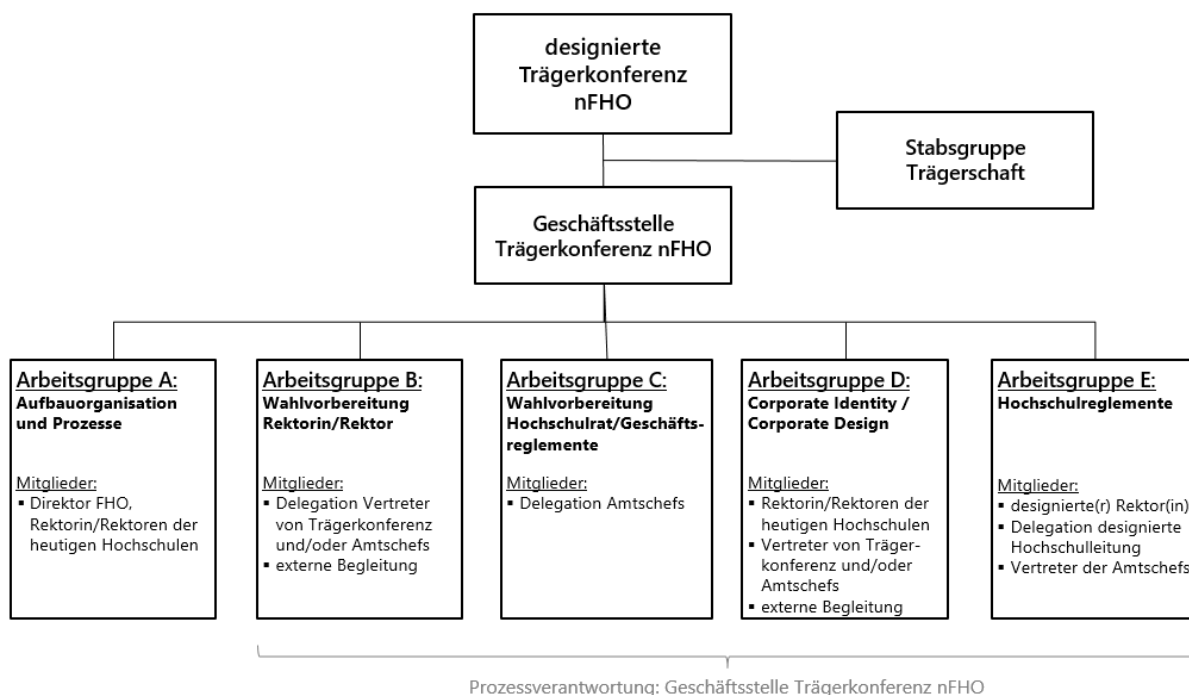 designierte
Trägerkonferenz
nFHO
Stabsgruppe
Trägerschaft
Geschäftsstelle
Trägerkonferenz nFHO
Arbeitsgruppe A:
Aufbauorganisation
und Prozesse
Mitglieder:
▪ Direktor FHO,
Rektorin/Rektoren der
heutigen Hochschulen
Arbeitsgruppe B:
Wahlvorbereitung
Rektorin/Rektor
Mitglieder:
▪ Delegation Vertreter
von Trägerkonferenz
und/oder Amtschefs
▪ externe Begleitung
Arbeitsgruppe C:
Wahlvorbereitung
Hochschulrat/Geschäfts-
reglemente
Mitglieder:
▪ Delegation Amtschefs
Arbeitsgruppe D:
Corporate Identity /
Corporate Design
Mitglieder:
▪ Rektorin/Rektoren der
heutigen Hochschulen
▪ Vertreter von Träger-
konferenz und/oder
Amtschefs
▪ externe Begleitung
Arbeitsgruppe E:
Hochschulreglemente
Mitglieder:
▪ designierte(r) Rektor(in)
▪ Delegation designierte
Hochschulleitung
▪ Vertreter der Amtschefs
Prozessverantwortung: Geschäftsstelle Trägerkonferenz nFHO